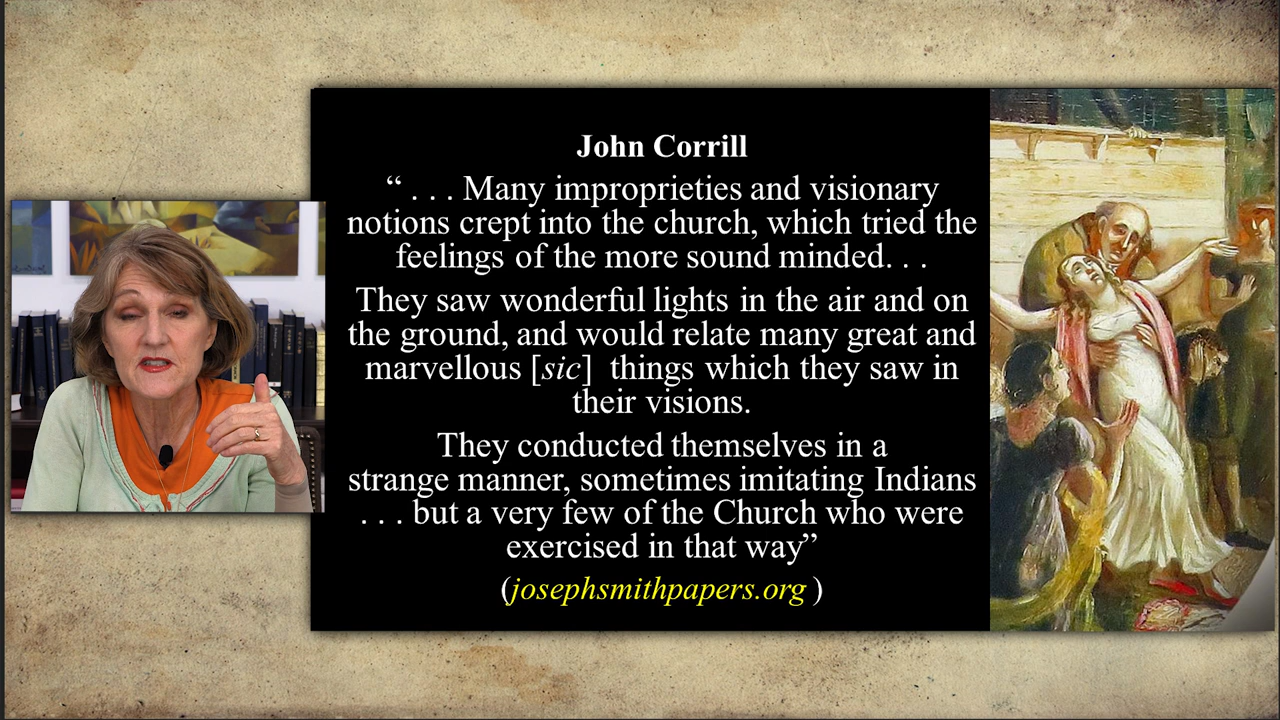 John Corrill
“ . . . Many improprieties and visionary
notions crept into the church, which tried the
feelings of the more sound minded. . .
They saw wonderful lights in the air and on
the ground, and would relate many great and
marvellous [sic] things which they saw in
their visions.
They conducted themselves in a
strange manner, sometimes imitating Indians
. . . but a very few of the Church who were
exercised in that way”
(josephsmithpapers.org )